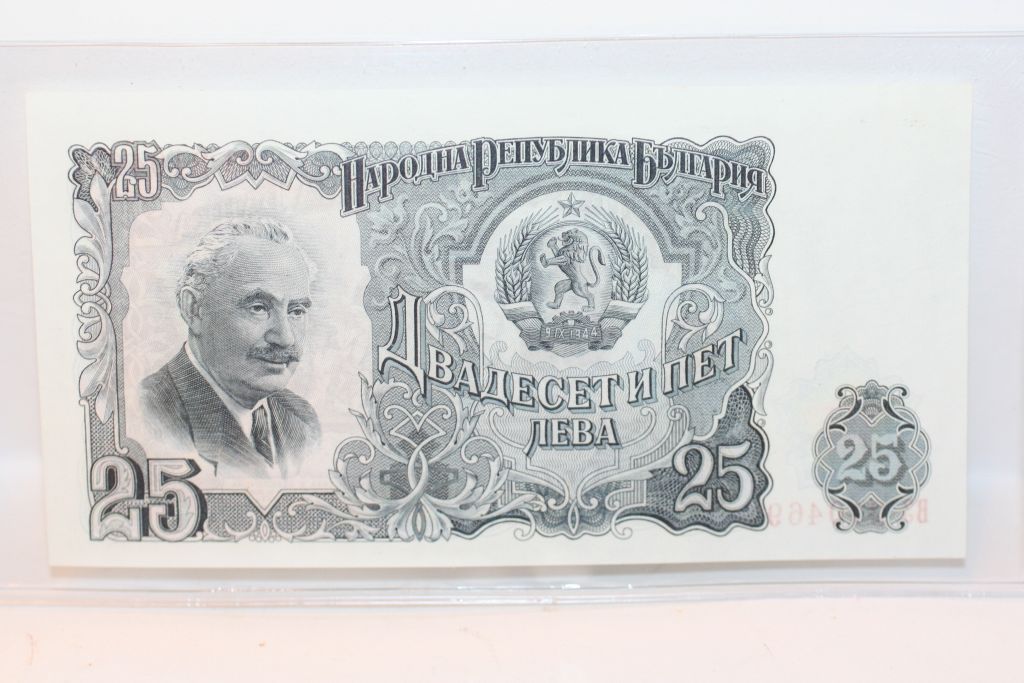 25
Народна Република България
9·IX·1944
Двадесет и пет
лева
25
25
25